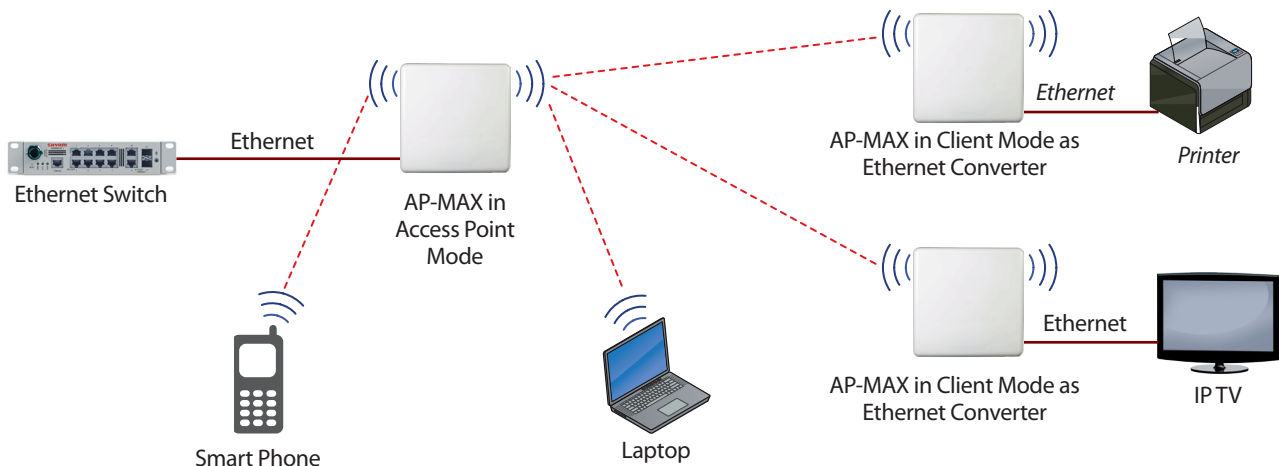 Ethernet
Ethernet Switch
AP-MAX in
Access Point
Mode
Smart Phone
Laptop
Ethernet
AP-MAX in Client Mode as
Ethernet Converter
Printer
Ethernet
AP-MAX in Client Mode as
Ethernet Converter
IP TV